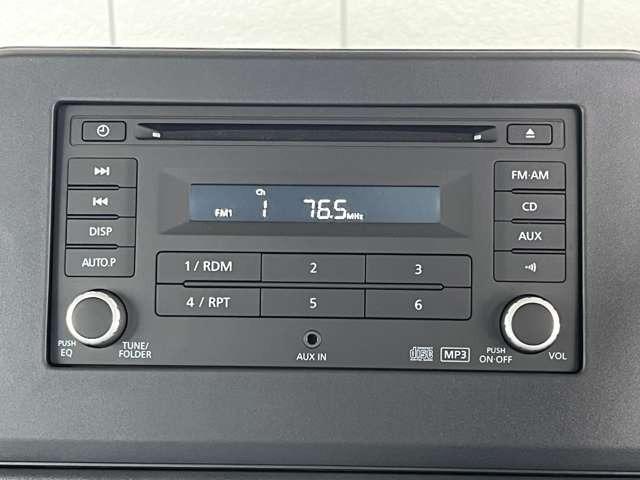 FM·AM
Ch
FM1 1 76.5 MHz
CD
DISP
AUX
AUTO.P
1 / RDM 2 3
4 / RPT 5 6
PUSH
EQ
TUNE/
FOLDER
AUX IN
disc
MP3
PUSH
ON·OFF
VOL